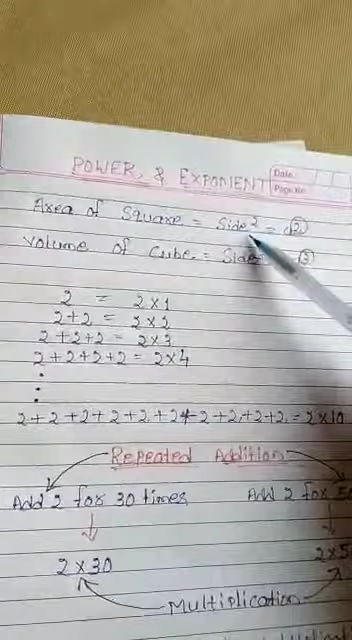 POWER & EXPONENT
Date
Page No.
Area of Square = Side² = a②
Volume of Cube = Side ③
2 = 2×1
2+2 = 2×2
2+2+2 = 2×3
2+2+2+2 = 2×4
2+2+2+2+2+2+2+2+2+2 = 2×10
Repeated Addition
Add 2 for 30 times
Add 2 for 50
2×30
2×5
Multiplication